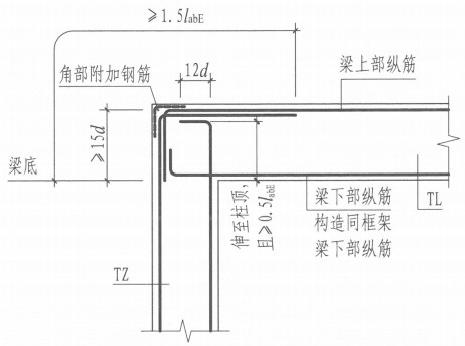 ≥1.5labE
12d
角部附加钢筋
梁上部纵筋
≥15d
梁底
伸至柱顶,
且≥0.5labE
梁下部纵筋
构造同框架
梁下部纵筋
TL
TZ